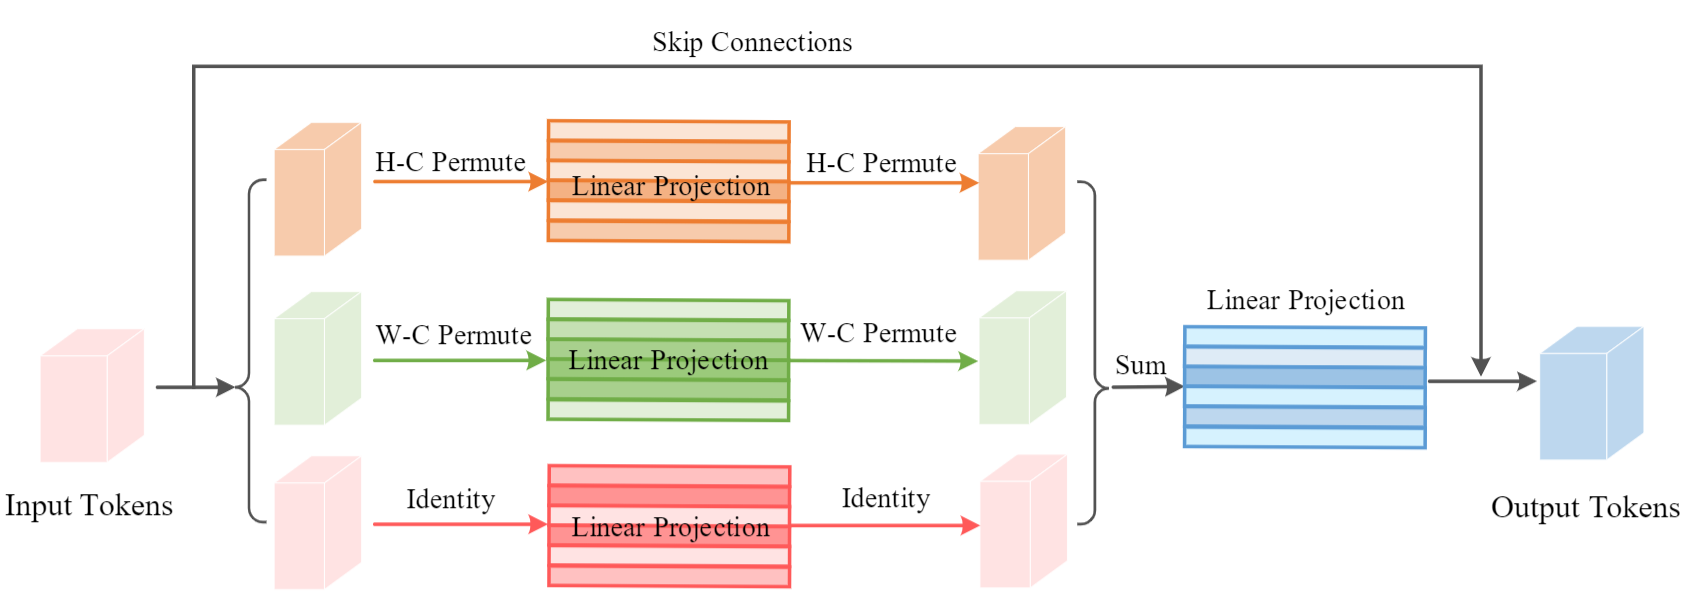 Skip Connections
H-C Permute
Linear Projection
H-C Permute
W-C Permute
Linear Projection
W-C Permute
Identity
Linear Projection
Identity
Sum
Linear Projection
Input Tokens
Output Tokens